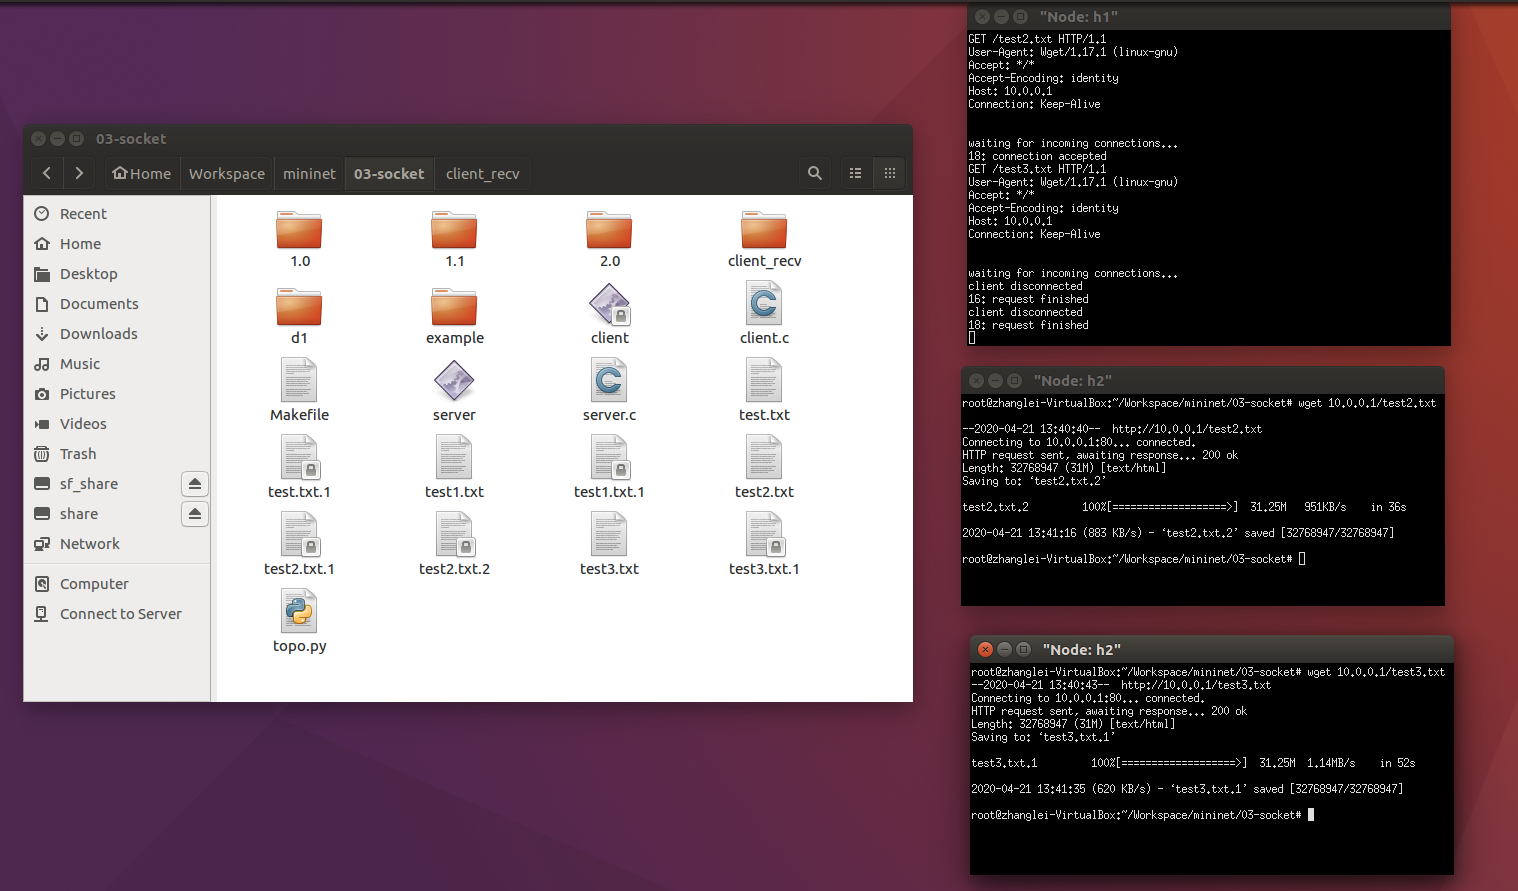 03-socket
Home Workspace mininet 03-socket client_recv
Recent
Home
Desktop
Documents
Downloads
Music
Pictures
Videos
Trash
sf_share
share
Network
Computer
Connect to Server
1.0 1.1 2.0 client_recv
d1 example client client.c
Makefile server server.c test.txt
test.txt.1 test1.txt test1.txt.1 test2.txt
test2.txt.1 test2.txt.2 test3.txt test3.txt.1
topo.py
"Node: h1"
GET /test2.txt HTTP/1.1
User-Agent: Wget/1.17.1 (linux-gnu)
Accept: */*
Accept-Encoding: identity
Host: 10.0.0.1
Connection: Keep-Alive
waiting for incoming connections...
18: connection accepted
GET /test3.txt HTTP/1.1
User-Agent: Wget/1.17.1 (linux-gnu)
Accept: */*
Accept-Encoding: identity
Host: 10.0.0.1
Connection: Keep-Alive
waiting for incoming connections...
client disconnected
16: request finished
client disconnected
18: request finished
"Node: h2"
root@zhanglei-VirtualBox:~/Workspace/mininet/03-socket# wget 10.0.0.1/test2.txt
--2020-04-21 13:40:40-- http://10.0.0.1/test2.txt
Connecting to 10.0.0.1:80... connected.
HTTP request sent, awaiting response... 200 ok
Length: 32768947 (31M) [text/html]
Saving to: ‘test2.txt.2’
test2.txt.2 100%[===================>] 31.25M 951KB/s in 36s
2020-04-21 13:41:16 (883 KB/s) - ‘test2.txt.2’ saved [32768947/32768947]
root@zhanglei-VirtualBox:~/Workspace/mininet/03-socket#
"Node: h2"
root@zhanglei-VirtualBox:~/Workspace/mininet/03-socket# wget 10.0.0.1/test3.txt
--2020-04-21 13:40:43-- http://10.0.0.1/test3.txt
Connecting to 10.0.0.1:80... connected.
HTTP request sent, awaiting response... 200 ok
Length: 32768947 (31M) [text/html]
Saving to: ‘test3.txt.1’
test3.txt.1 100%[===================>] 31.25M 1.14MB/s in 52s
2020-04-21 13:41:35 (620 KB/s) - ‘test3.txt.1’ saved [32768947/32768947]
root@zhanglei-VirtualBox:~/Workspace/mininet/03-socket#